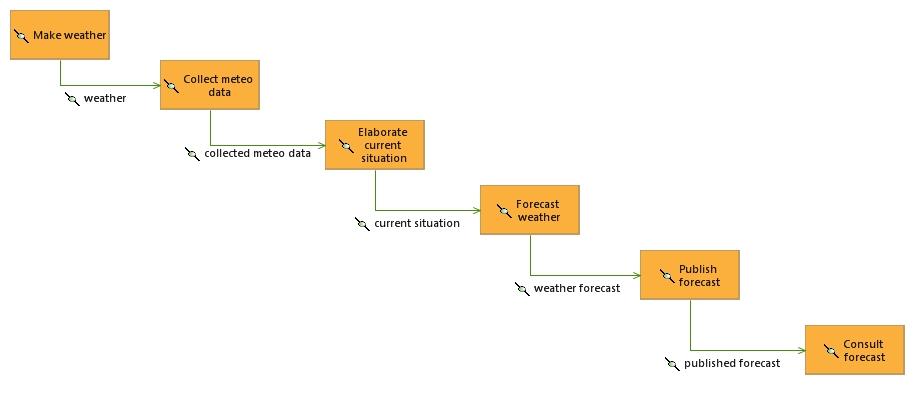 Make weather
weather
Collect meteo
data
collected meteo data
Elaborate
current
situation
current situation
Forecast
weather
weather forecast
Publish
forecast
published forecast
Consult
forecast